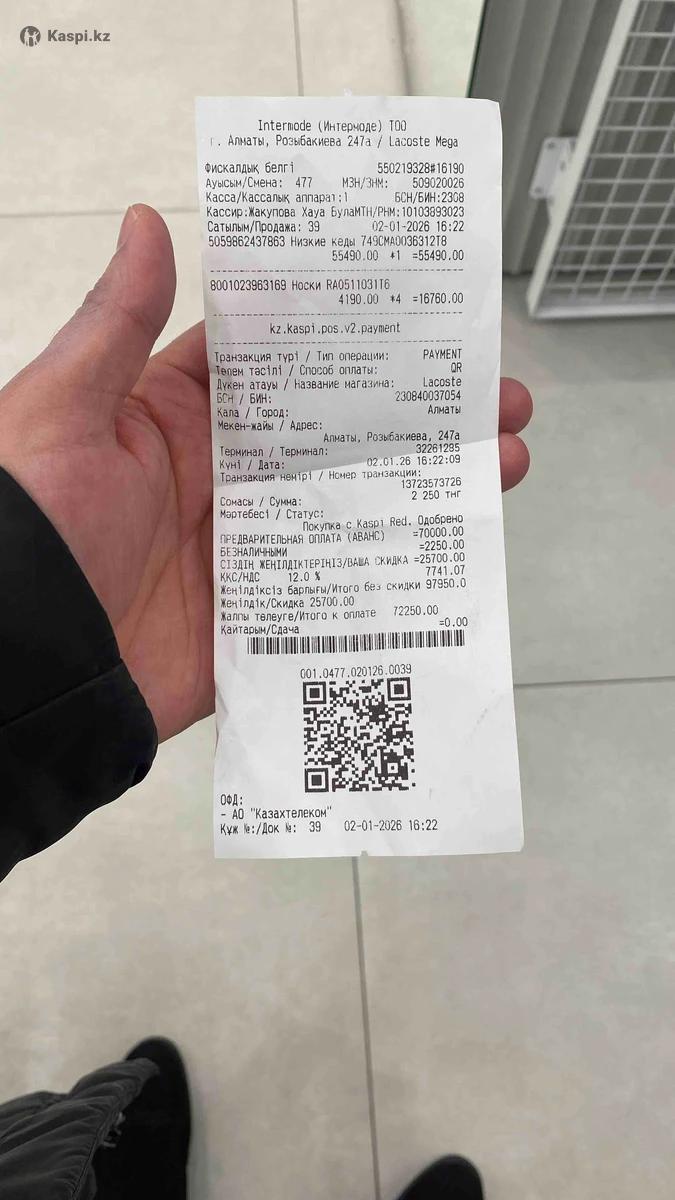 Kaspi.kz
Intermode (Интермоде) ТОО
г. Алматы, Розыбакиева 247а / Lacoste Mega
Фискалдық белгі 550219328#16190
Ауысым/Смена: 477 МЗН/ЗНМ: 509020026
Касса/Кассалық аппарат:1 БСН/БИН:2308
Кассир:Жакупова Хауа БулаМТН/РНМ:10103893023
Сатылым/Продажа: 39 02-01-2026 16:22
5059862437863 Низкие кеды 749CMA0036312T8
55490.00 *1 =55490.00
8001023963169 Носки RA0511031T6
4190.00 *4 =16760.00
kz.kaspi.pos.v2.payment
Транзакция түрі / Тип операции: PAYMENT
Төлем тәсілі / Способ оплаты: QR
Дүкен атауы / Название магазина: Lacoste
БСН / БИН: 230840037054
Қала / Город: Алматы
Мекен-жайы / Адрес:
Алматы, Розыбакиева, 247а
Терминал / Терминал: 32261285
Күні / Дата: 02.01.26 16:22:09
Транзакция нөмірі / Номер транзакции:
13723573726
Сомасы / Сумма: 2 250 тнг
Мәртебесі / Статус:
Покупка с Kaspi Red. Одобрено
ПРЕДВАРИТЕЛЬНАЯ ОПЛАТА (АВАНС) =70000.00
БЕЗНАЛИЧНЫМИ =2250.00
СІЗДІҢ ЖЕҢІЛДІКТЕРІҢІЗ/ВАША СКИДКА =25700.00
ҚҚС/НДС 12.0 % 7741.07
Жеңілдіксіз барлығы/Итого без скидки 97950.0
Жеңілдік/Скидка 25700.00
Жалпы төлеуге/Итого к оплате 72250.00
Қайтарым/Сдача =0.00
001.0477.020126.0039
ОФД:
- АО "Казахтелеком"
Құж №:/Док №: 39 02-01-2026 16:22